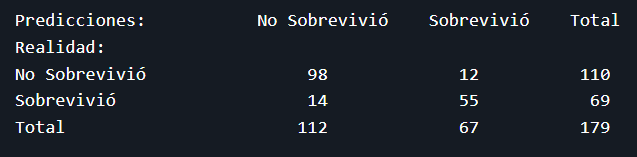 Predicciones: No Sobrevivió Sobrevivió Total
Realidad:
No Sobrevivió 98 12 110
Sobrevivió 14 55 69
Total 112 67 179